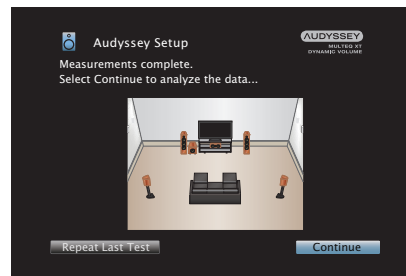 Audyssey Setup
AUDYSSEY
MULTEQ XT
DYNAMIC VOLUME
Measurements complete.
Select Continue to analyze the data...
Repeat Last Test
Continue